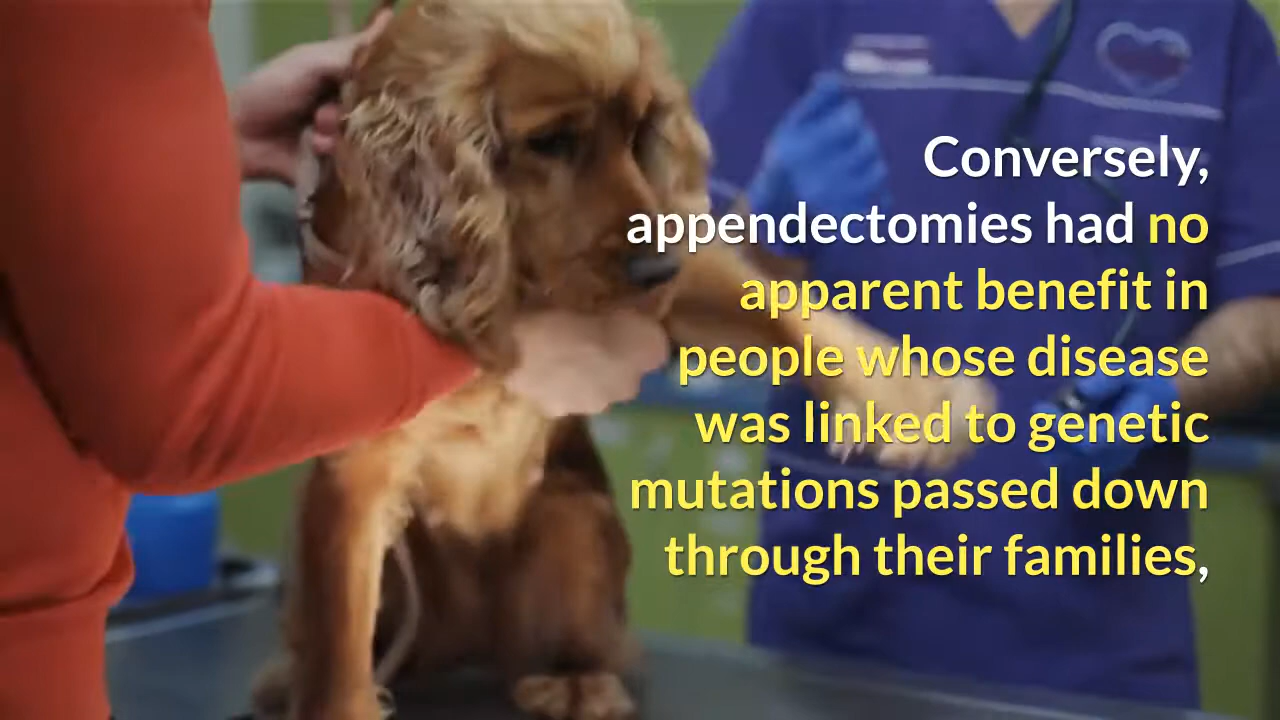 Conversely,
appendectomies had no
apparent benefit in
people whose disease
was linked to genetic
mutations passed down
through their families,